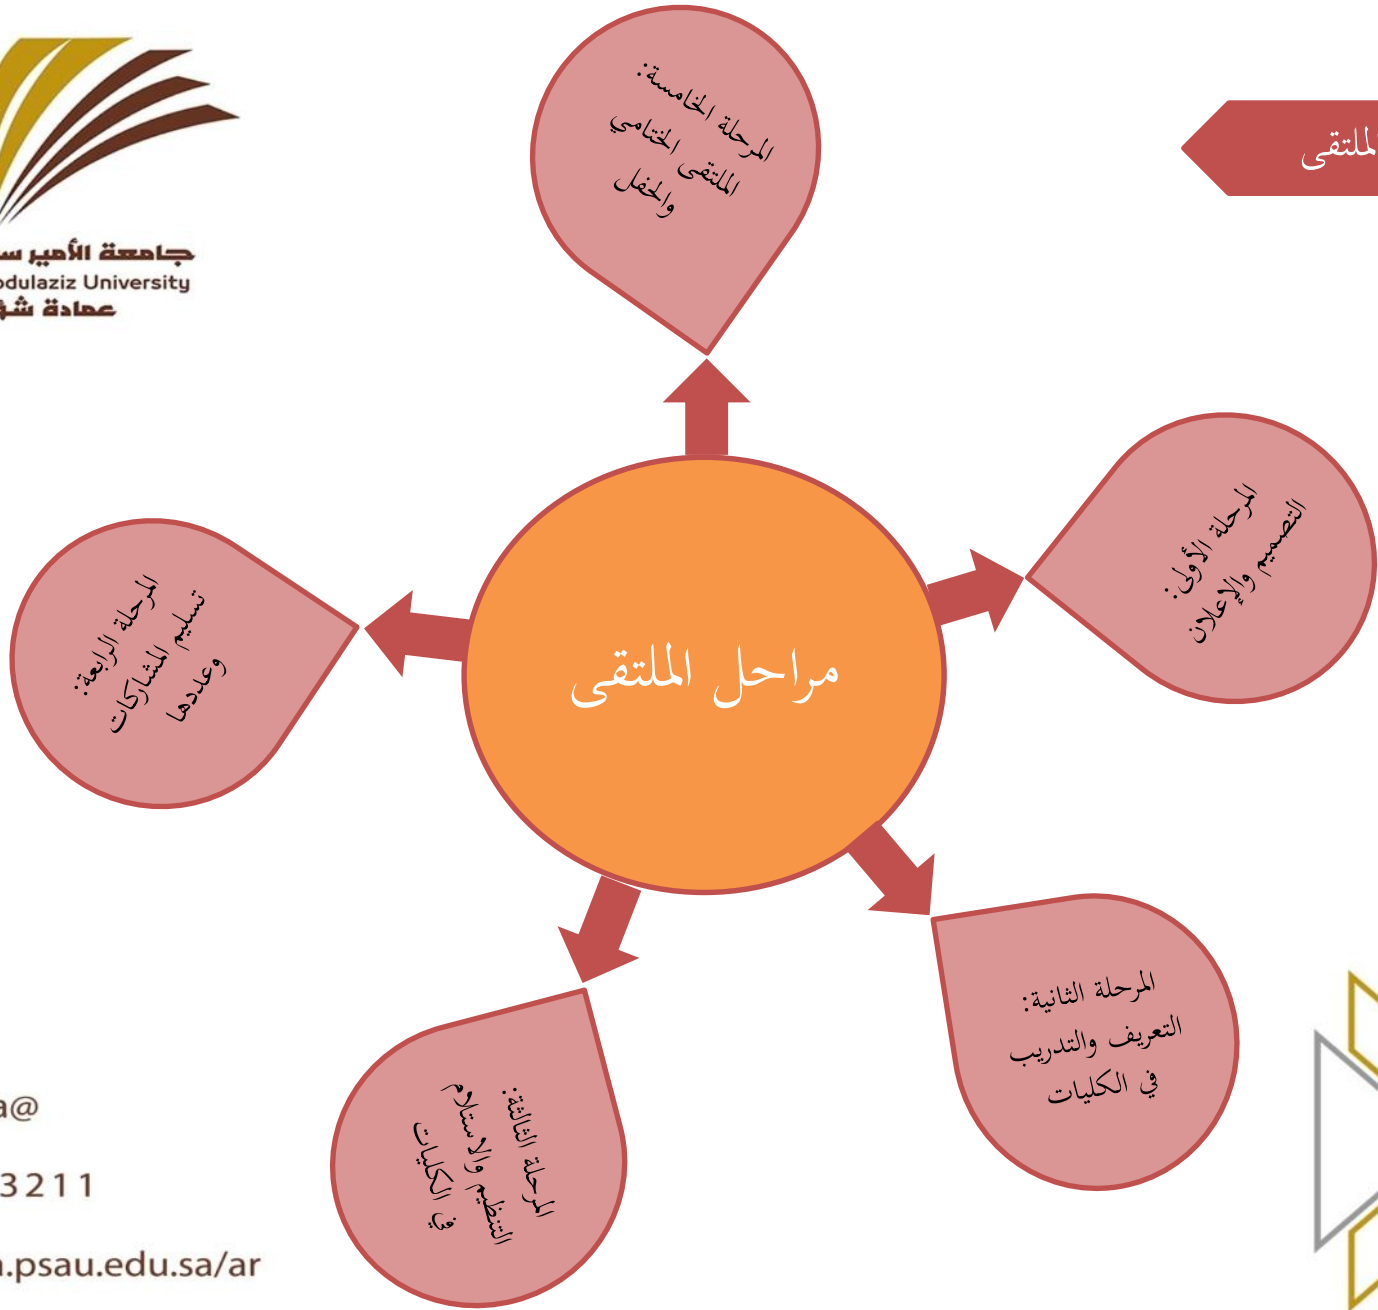 جامعة الأمير
bdulaziz University
عمادة
الملتقى
مراحل الملتقى
المرحلة الأولى:
التصميم والإعلان
المرحلة الثانية:
التعريف والتدريب
في الكليات
المرحلة الثالثة:
التنظيم والاستلام
في الكليات
المرحلة الرابعة:
تسليم المشاركات
وعددها
المرحلة الخامسة:
الملتقى الختامي
والحفل
a@
3211
.psau.edu.sa/ar